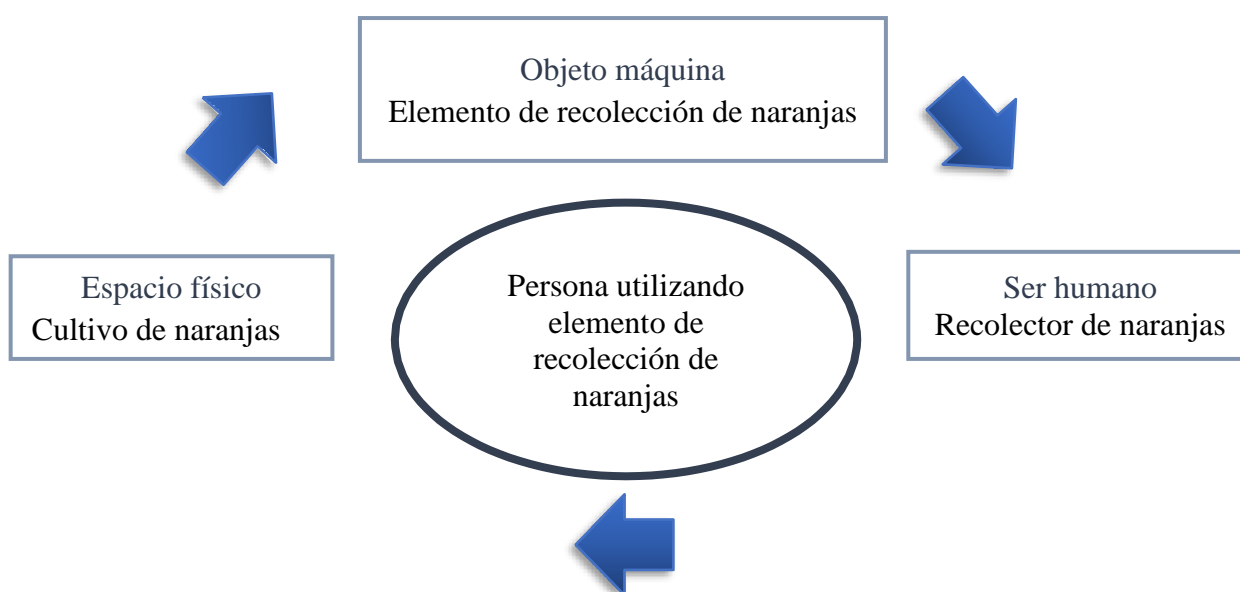 Objeto máquina
Elemento de recolección de naranjas
Espacio físico
Cultivo de naranjas
Persona utilizando
elemento de
recolección de
naranjas
Ser humano
Recolector de naranjas